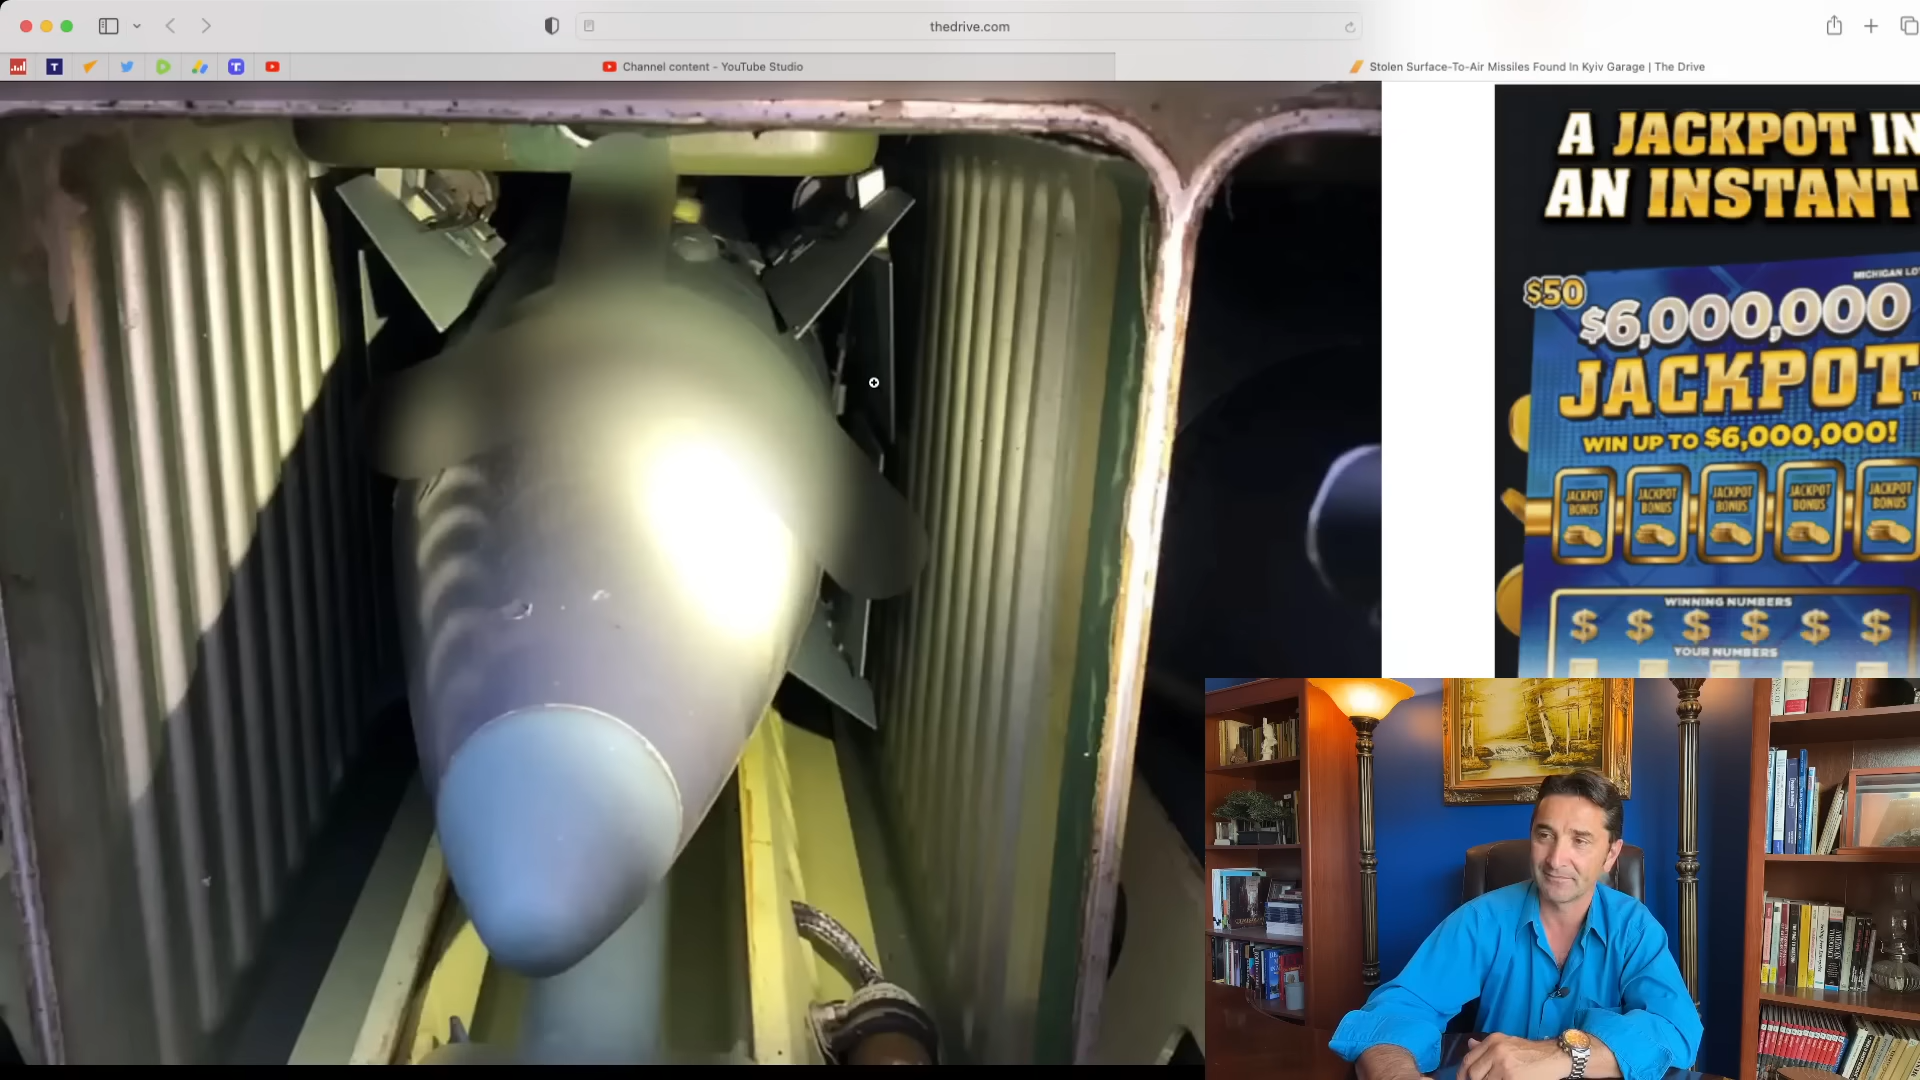 thedrive.com
Channel content - YouTube Studio
Stolen Surface-To-Air Missiles Found In Kyiv Garage | The Drive
A JACKPOT IN
AN INSTANT
MICHIGAN LO
$50
$6,000,000
JACKPOT
WIN UP TO $6,000,000!
JACKPOT BONUS JACKPOT BONUS JACKPOT BONUS JACKPOT BONUS JACKPOT BONUS
WINNING NUMBERS
$ $ $ $ $ $
YOUR NUMBERS